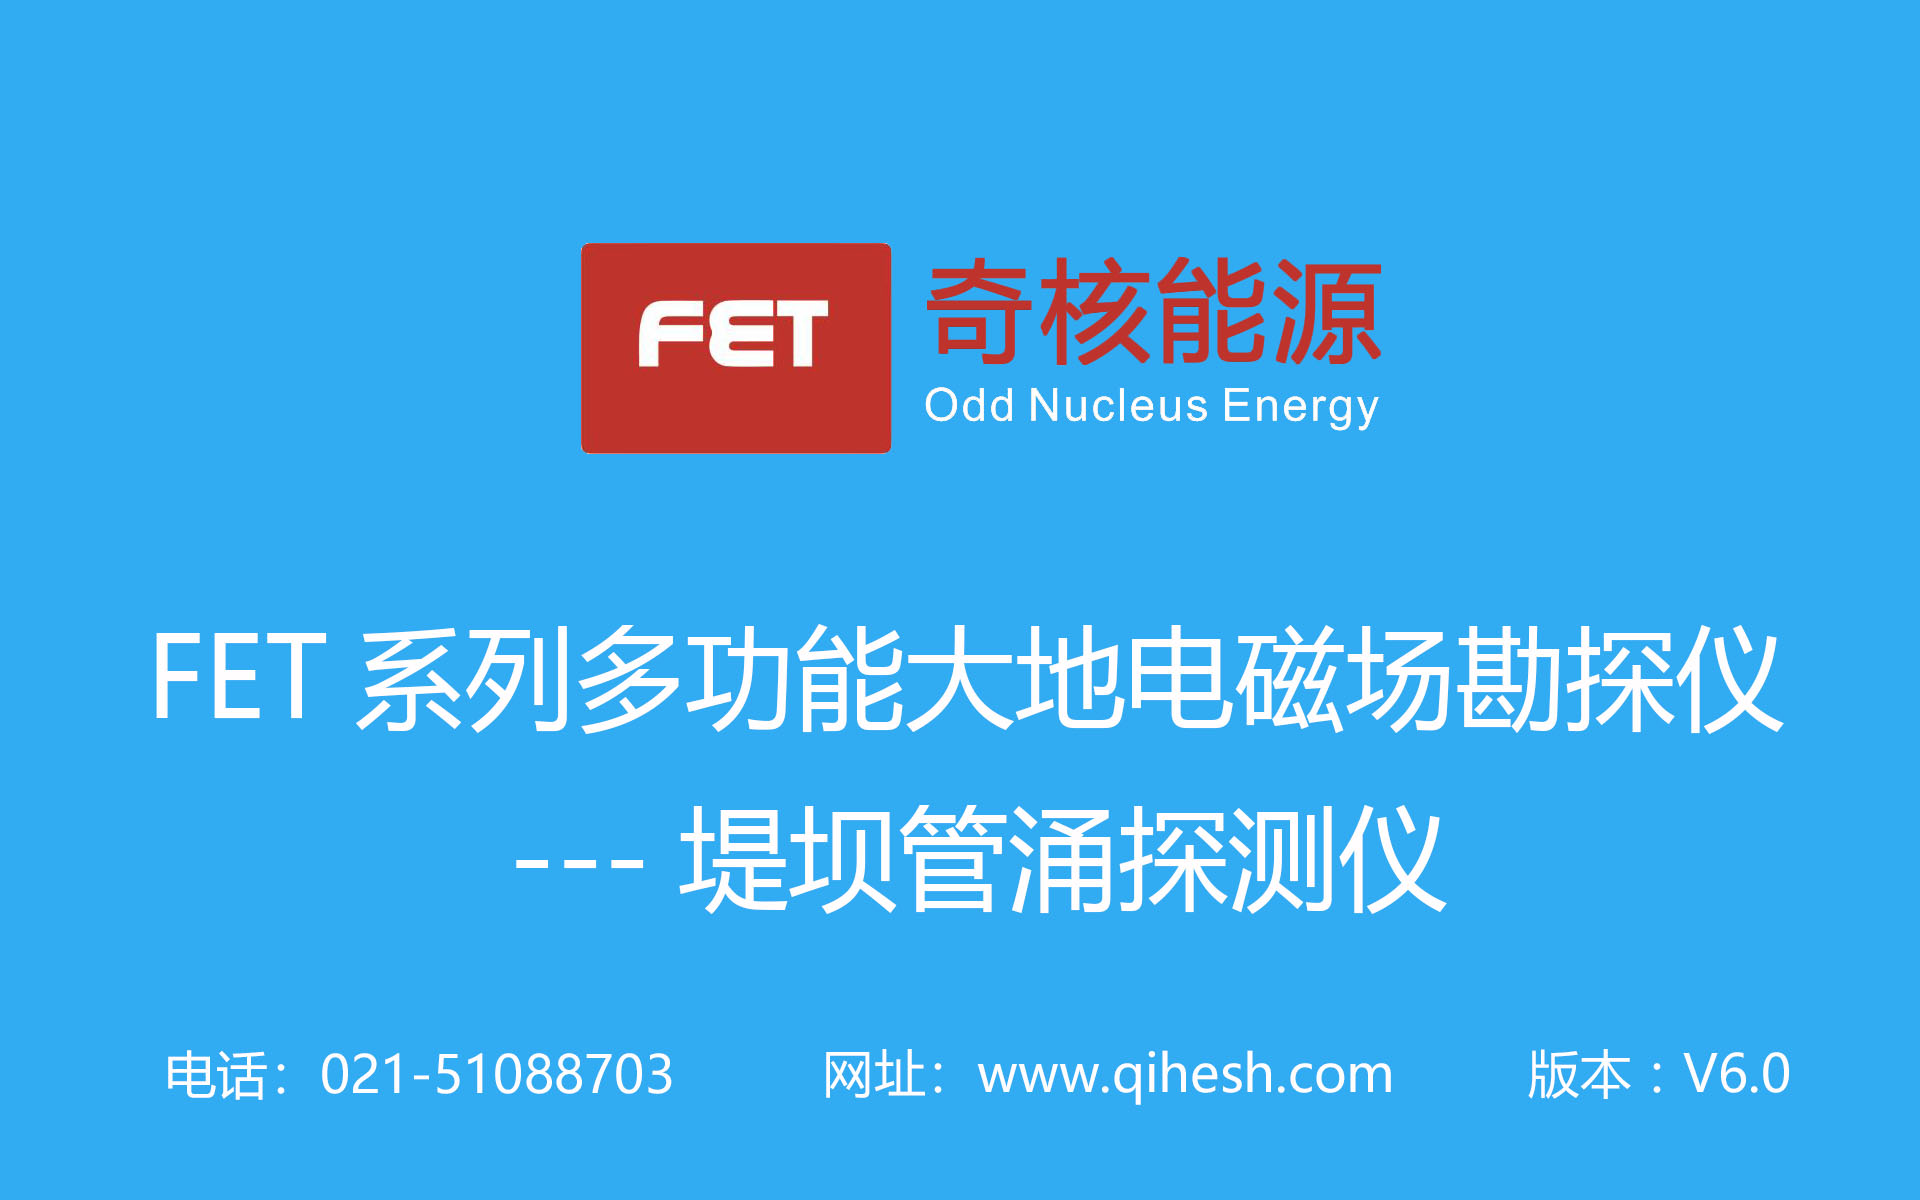 FET 奇核能源
Odd Nucleus Energy
FET 系列多功能大地电磁场勘探仪
--- 堤坝管涌探测仪
电话：021-51088703 网址：www.qihesh.com 版本：V6.0